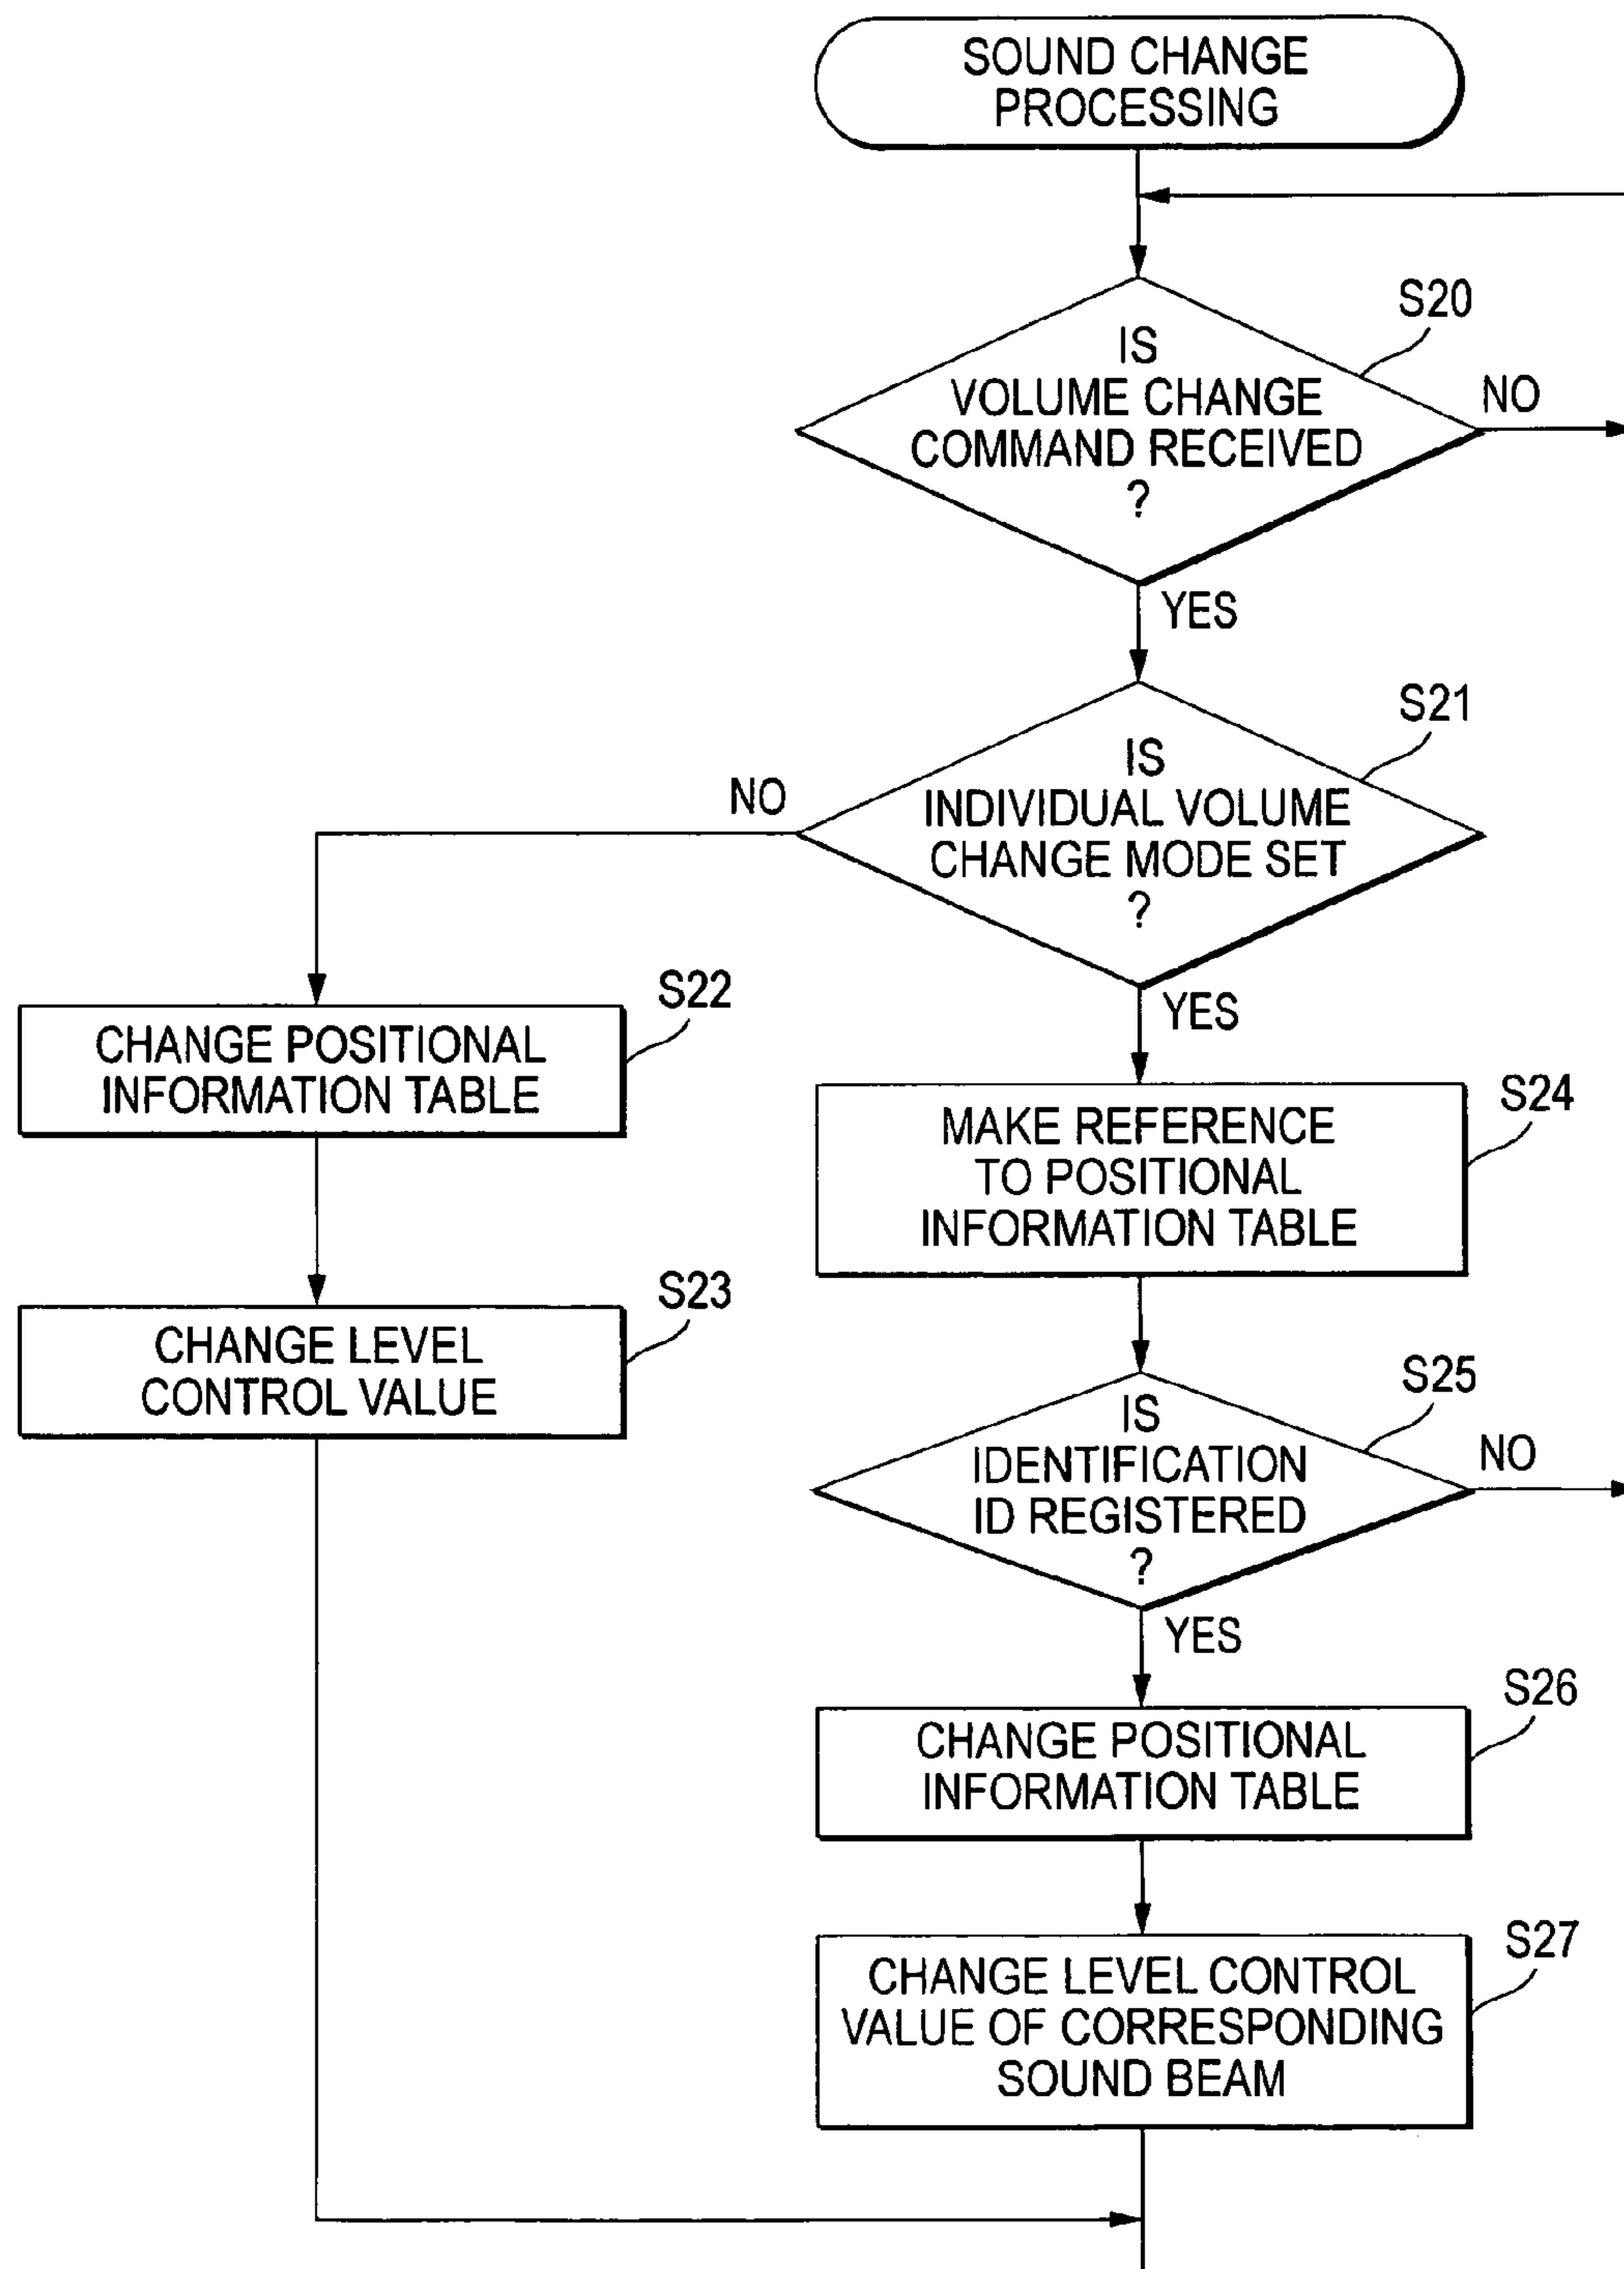 SOUND CHANGE
PROCESSING
S20
IS
VOLUME CHANGE
COMMAND RECEIVED
?
NO
YES
S21
IS
INDIVIDUAL VOLUME
CHANGE MODE SET
?
NO
YES
S22
CHANGE POSITIONAL
INFORMATION TABLE
S24
MAKE REFERENCE
TO POSITIONAL
INFORMATION TABLE
S23
CHANGE LEVEL
CONTROL VALUE
S25
IS
IDENTIFICATION
ID REGISTERED
?
NO
YES
S26
CHANGE POSITIONAL
INFORMATION TABLE
S27
CHANGE LEVEL CONTROL
VALUE OF CORRESPONDING
SOUND BEAM